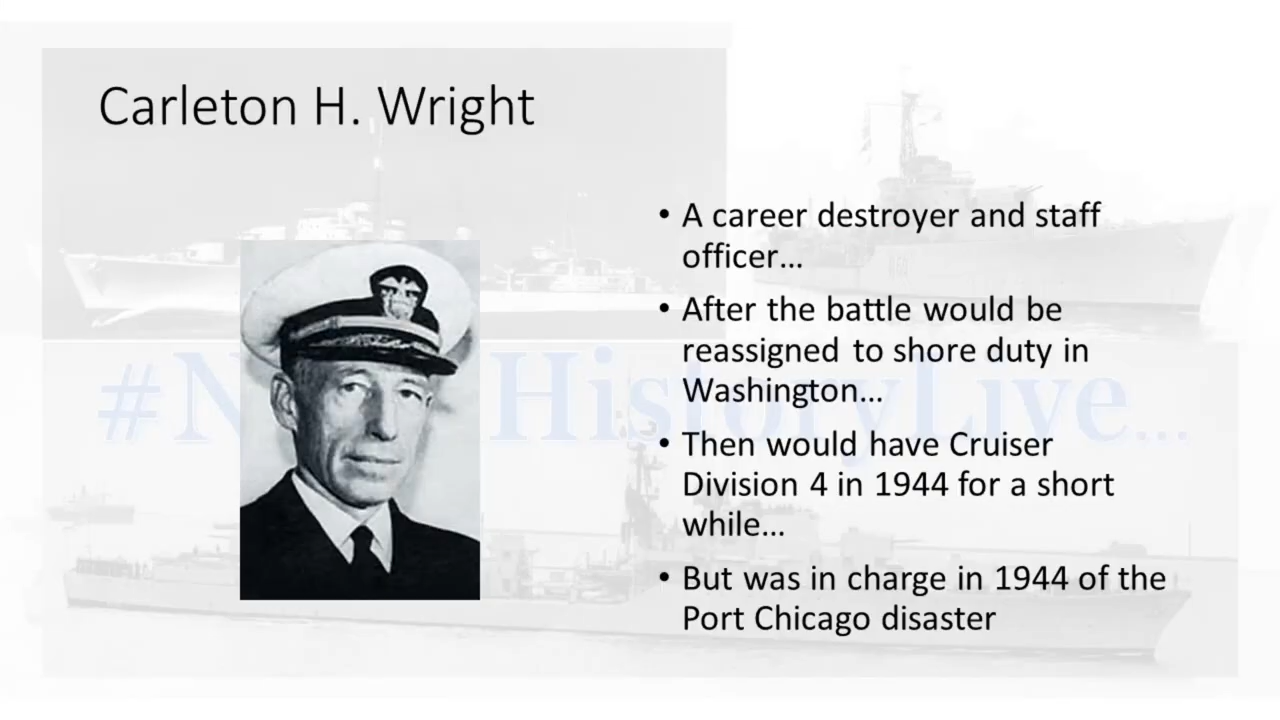 Carleton H. Wright
• A career destroyer and staff
officer...
• After the battle would be
reassigned to shore duty in
Washington...
• Then would have Cruiser
Division 4 in 1944 for a short
while...
• But was in charge in 1944 of the
Port Chicago disaster
#N HistoryLive...